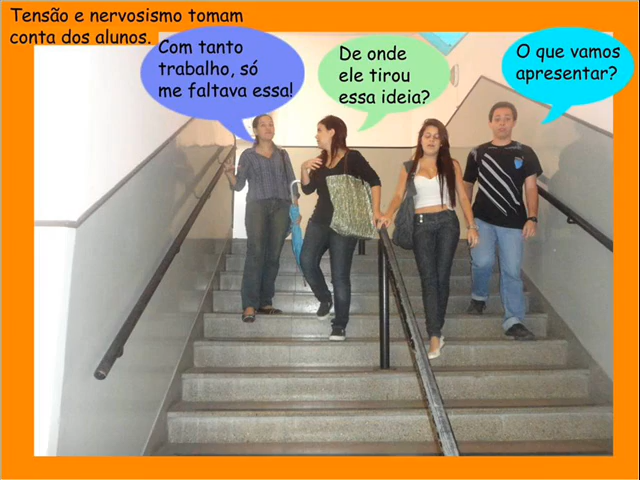 Tensão e nervosismo tomam
conta dos alunos.
Com tanto
trabalho, só
me faltava essa!
De onde
ele tirou
essa ideia?
O que vamos
apresentar?